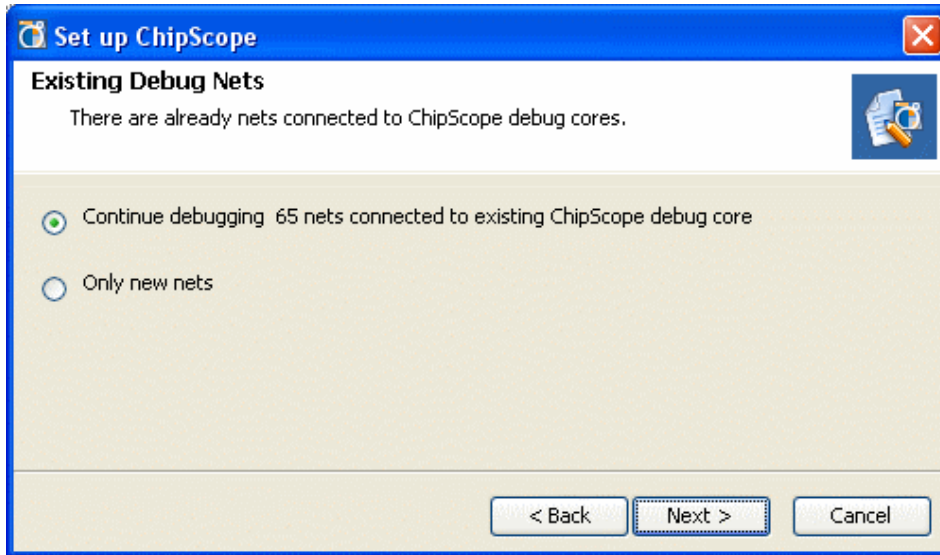 Set up ChipScope
Existing Debug Nets
There are already nets connected to ChipScope debug cores.
Continue debugging 65 nets connected to existing ChipScope debug core
Only new nets
< Back Next > Cancel